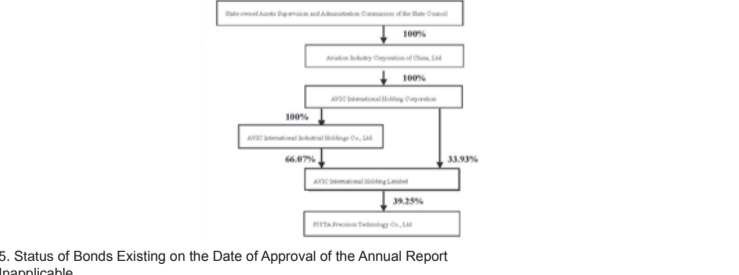 State-owned Assets Supervision and Administration Commission of the State Council
100%
Aviation Industry Corporation of China, Ltd
100%
AVIC International Holding Corporation
100%
AVIC International Industrial Holdings Co., Ltd
66.07%
33.93%
AVIC International Holding Limited
39.25%
FIYTA Precision Technology Co., Ltd
5. Status of Bonds Existing on the Date of Approval of the Annual Report
Inapplicable